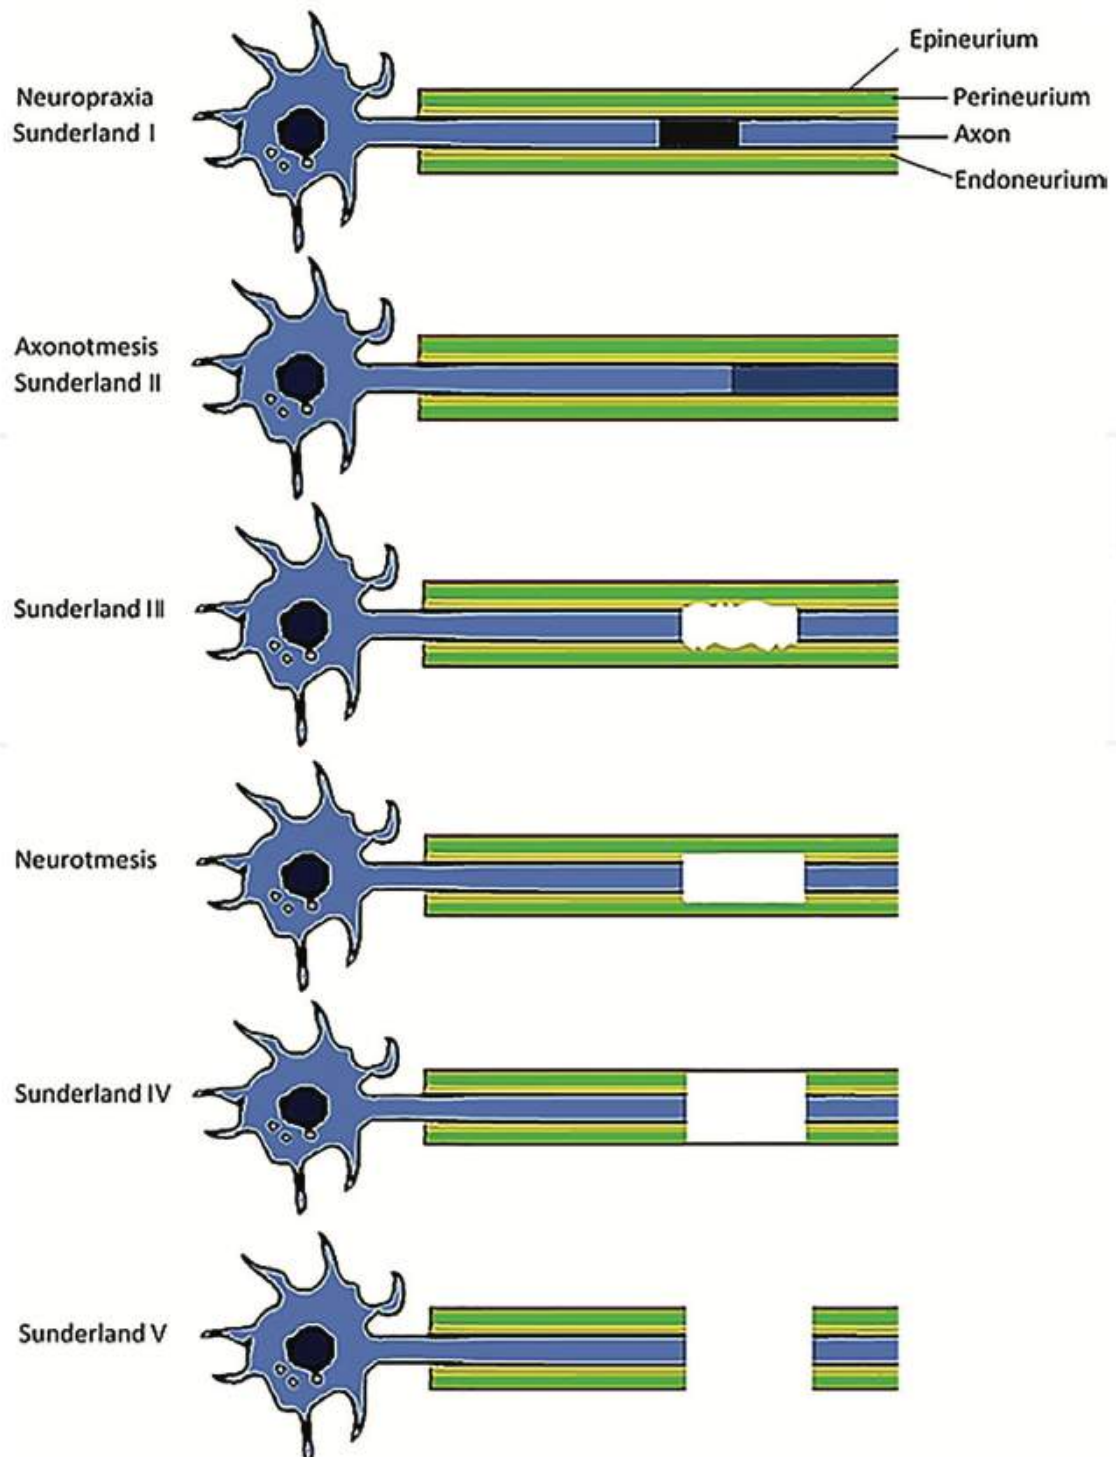 Epineurium
Neuropraxia
Sunderland I
Perineurium
Axon
Endoneurium
Axonotmesis
Sunderland II
Sunderland III
Neurotmesis
Sunderland IV
Sunderland V